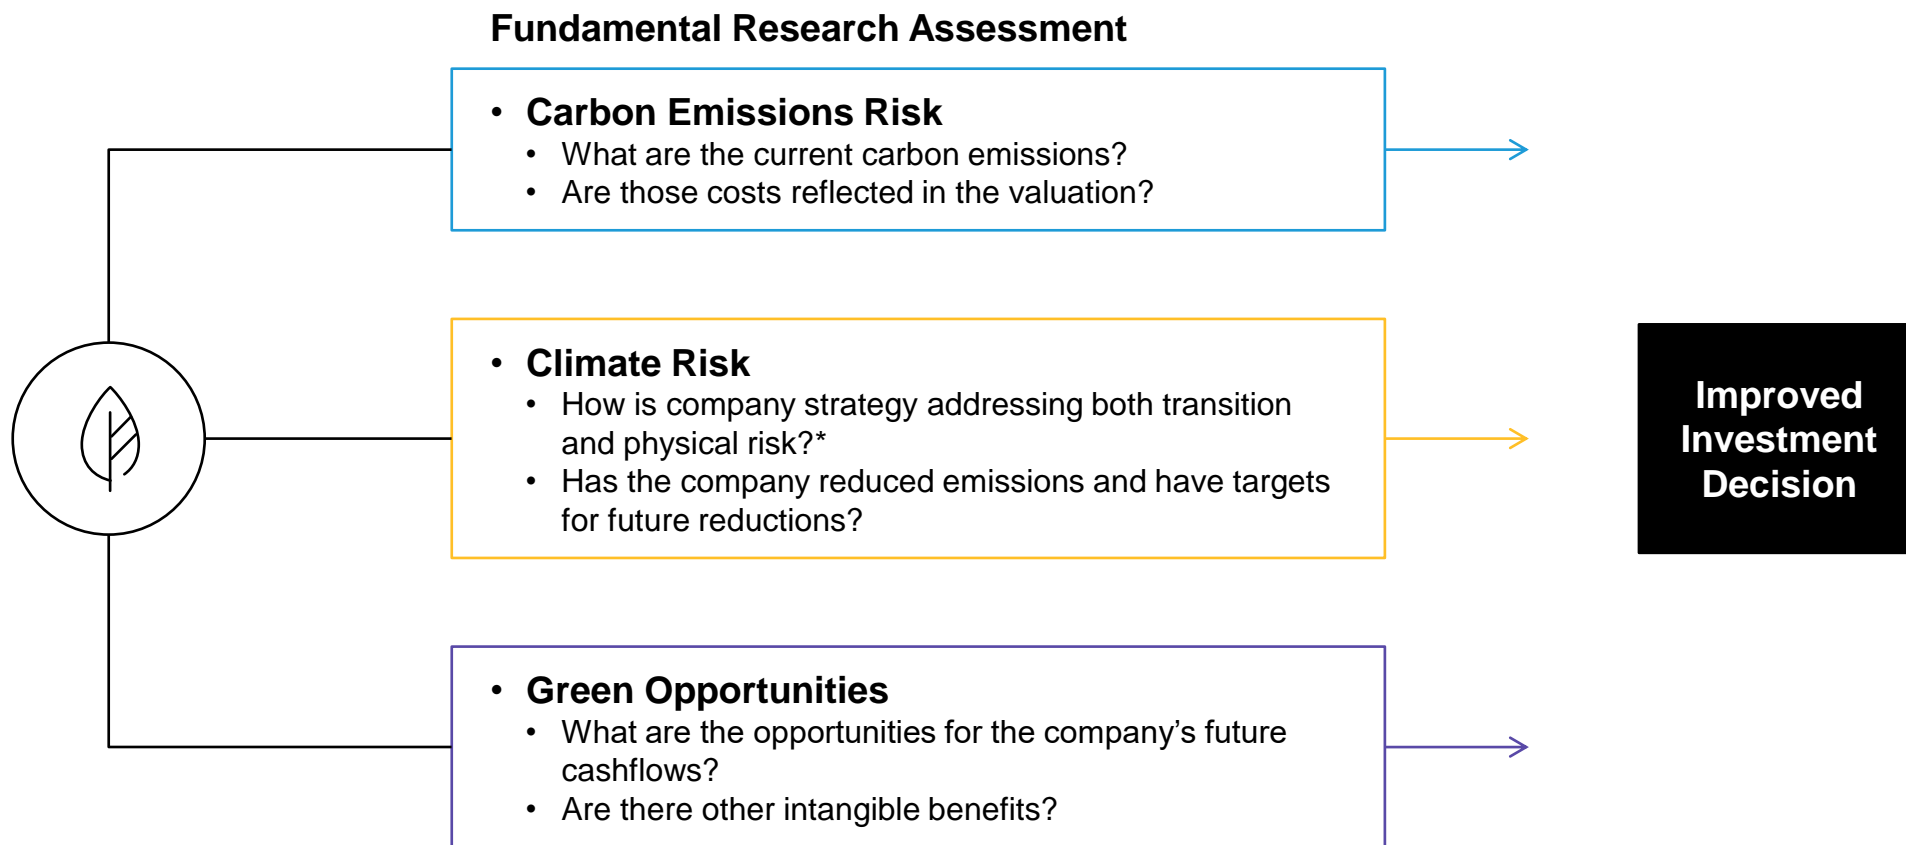 Fundamental Research Assessment
• Carbon Emissions Risk
• What are the current carbon emissions?
• Are those costs reflected in the valuation?
• Climate Risk
• How is company strategy addressing both transition
and physical risk?*
• Has the company reduced emissions and have targets
for future reductions?
• Green Opportunities
• What are the opportunities for the company’s future
cashflows?
• Are there other intangible benefits?
Improved
Investment
Decision